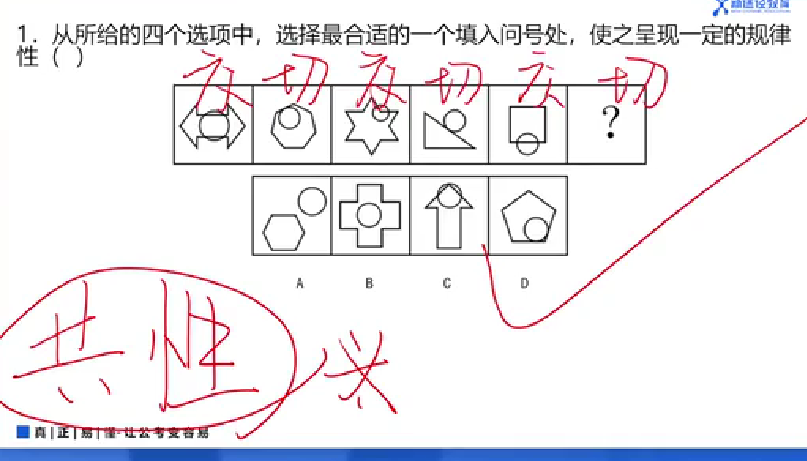 1. 从所给的四个选项中，选择最合适的一个填入问号处，使之呈现一定的规律
性（ ）
交 切 交 切 交 切
?
A B C D
共性
真|正|易|懂·让公考变容易